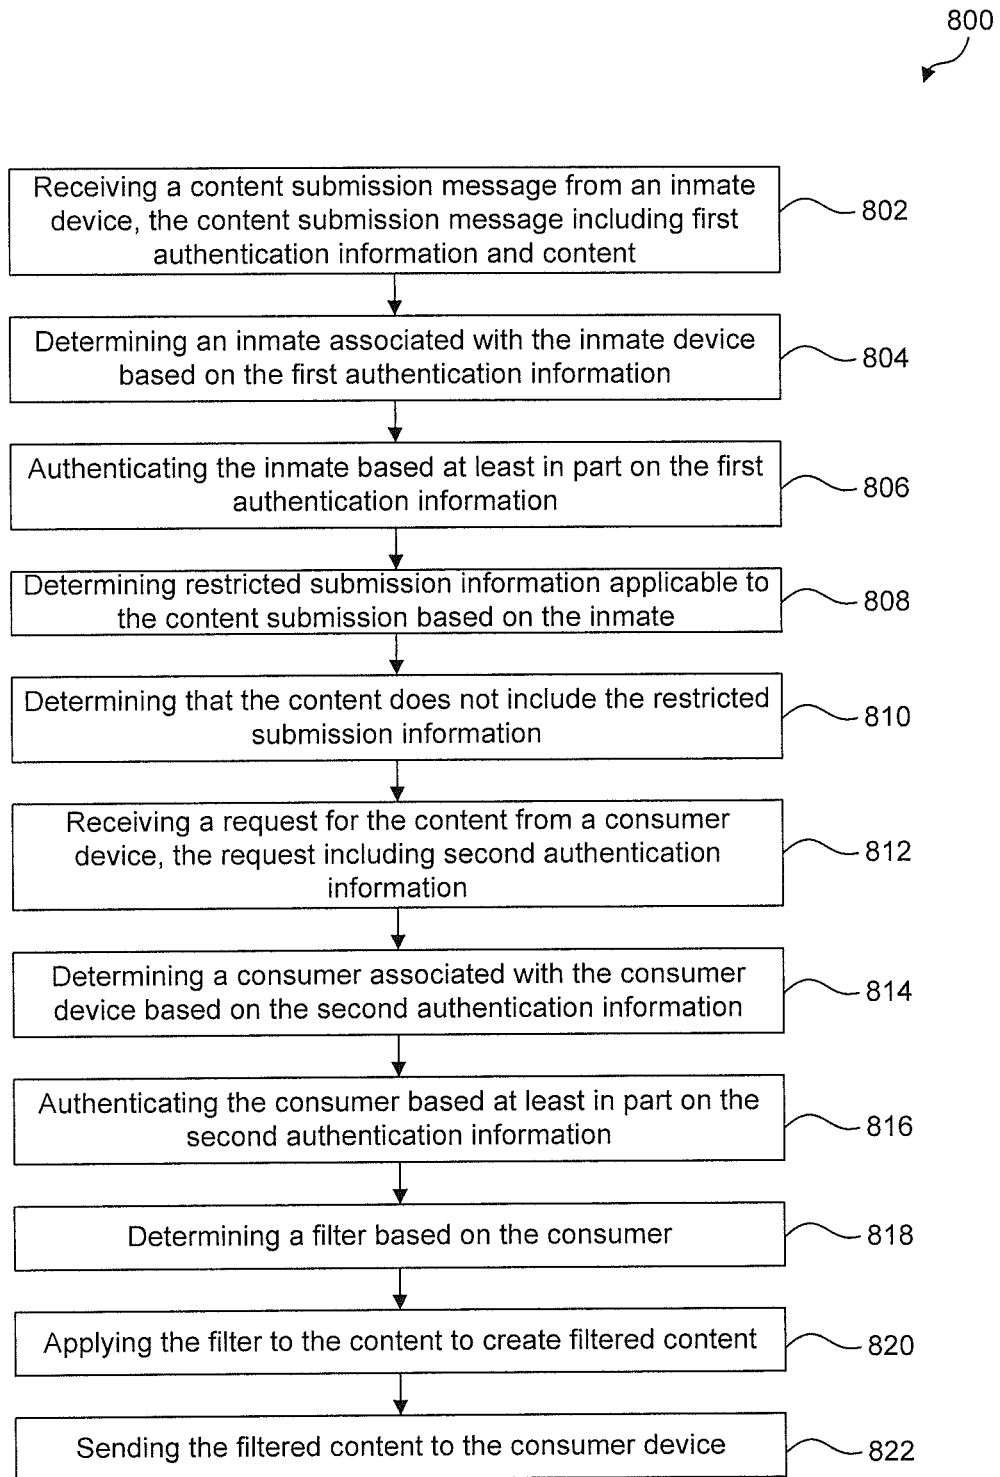 800
Receiving a content submission message from an inmate
device, the content submission message including first
authentication information and content
802
Determining an inmate associated with the inmate device
based on the first authentication information
804
Authenticating the inmate based at least in part on the first
authentication information
806
Determining restricted submission information applicable to
the content submission based on the inmate
808
Determining that the content does not include the restricted
submission information
810
Receiving a request for the content from a consumer
device, the request including second authentication
information
812
Determining a consumer associated with the consumer
device based on the second authentication information
814
Authenticating the consumer based at least in part on the
second authentication information
816
Determining a filter based on the consumer
818
Applying the filter to the content to create filtered content
820
Sending the filtered content to the consumer device
822